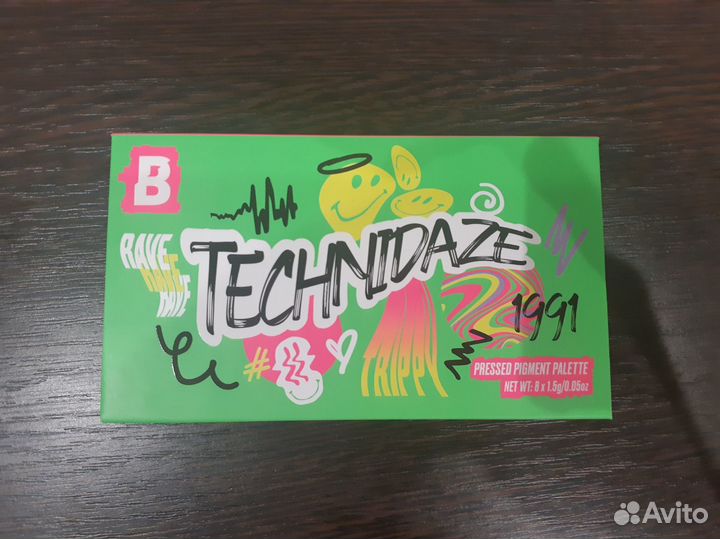 B
RAVE
RAVE
RAVE
TECHNIDAZE
1991
#
TRIPPY
PRESSED PIGMENT PALETTE
NET WT: 8 x 1.5g/0.05oz
Avito